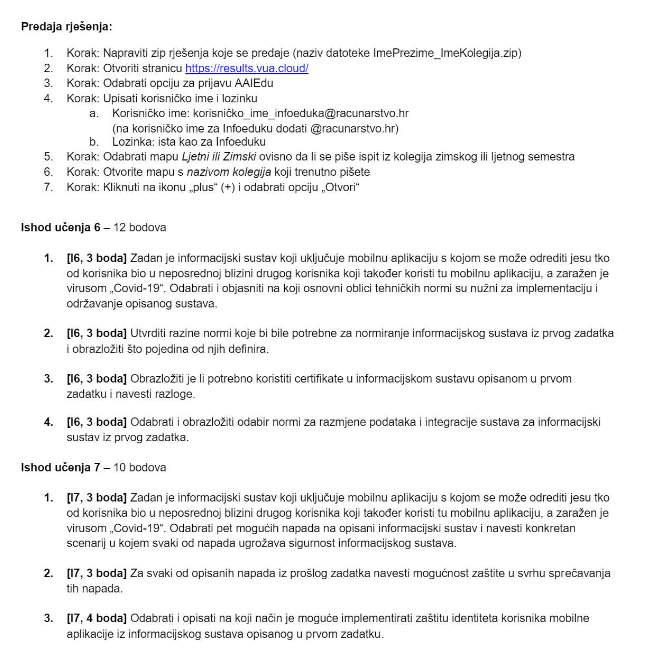 Predaja rješenja:
1. Korak: Napraviti zip rješenja koje se predaje (naziv datoteke ImePrezime_ImeKolegija.zip)
2. Korak: Otvoriti stranicu https://results.vua.cloud/
3. Korak: Odabrati opciju za prijavu AAIEdu
4. Korak: Upisati korisničko ime i lozinku
a. Korisničko ime: korisničko_ime_infoeduka@racunarstvo.hr
(na korisničko ime za Infoeduku dodati @racunarstvo.hr)
b. Lozinka: ista kao za Infoeduku
5. Korak: Odabrati mapu Ljetni ili Zimski ovisno da li se piše ispit iz kolegija zimskog ili ljetnog semestra
6. Korak: Otvorite mapu s nazivom kolegija koji trenutno pišete
7. Korak: Kliknuti na ikonu „plus“ (+) i odabrati opciju „Otvori“
Ishod učenja 6 – 12 bodova
1. [I6, 3 boda] Zadan je informacijski sustav koji uključuje mobilnu aplikaciju s kojom se može odrediti jesu tko
od korisnika bio u neposrednoj blizini drugog korisnika koji također koristi tu mobilnu aplikaciju, a zaražen je
virusom „Covid-19“. Odabrati i objasniti na koji osnovni oblici tehničkih normi su nužni za implementaciju i
održavanje opisanog sustava.
2. [I6, 3 boda] Utvrditi razine normi koje bi bile potrebne za normiranje informacijskog sustava iz prvog zadatka
i obrazložiti što pojedina od njih definira.
3. [I6, 3 boda] Obrazložiti je li potrebno koristiti certifikate u informacijskom sustavu opisanom u prvom
zadatku i navesti razloge.
4. [I6, 3 boda] Odabrati i obrazložiti odabir normi za razmjene podataka i integracije sustava za informacijski
sustav iz prvog zadatka.
Ishod učenja 7 – 10 bodova
1. [I7, 3 boda] Zadan je informacijski sustav koji uključuje mobilnu aplikaciju s kojom se može odrediti jesu tko
od korisnika bio u neposrednoj blizini drugog korisnika koji također koristi tu mobilnu aplikaciju, a zaražen je
virusom „Covid-19“. Odabrati pet mogućih napada na opisani informacijski sustav i navesti konkretan
scenarij u kojem svaki od napada ugrožava sigurnost informacijskog sustava.
2. [I7, 3 boda] Za svaki od opisanih napada iz prošlog zadatka navesti mogućnost zaštite u svrhu sprečavanja
tih napada.
3. [I7, 4 boda] Odabrati i opisati na koji način je moguće implementirati zaštitu identiteta korisnika mobilne
aplikacije iz informacijskog sustava opisanog u prvom zadatku.